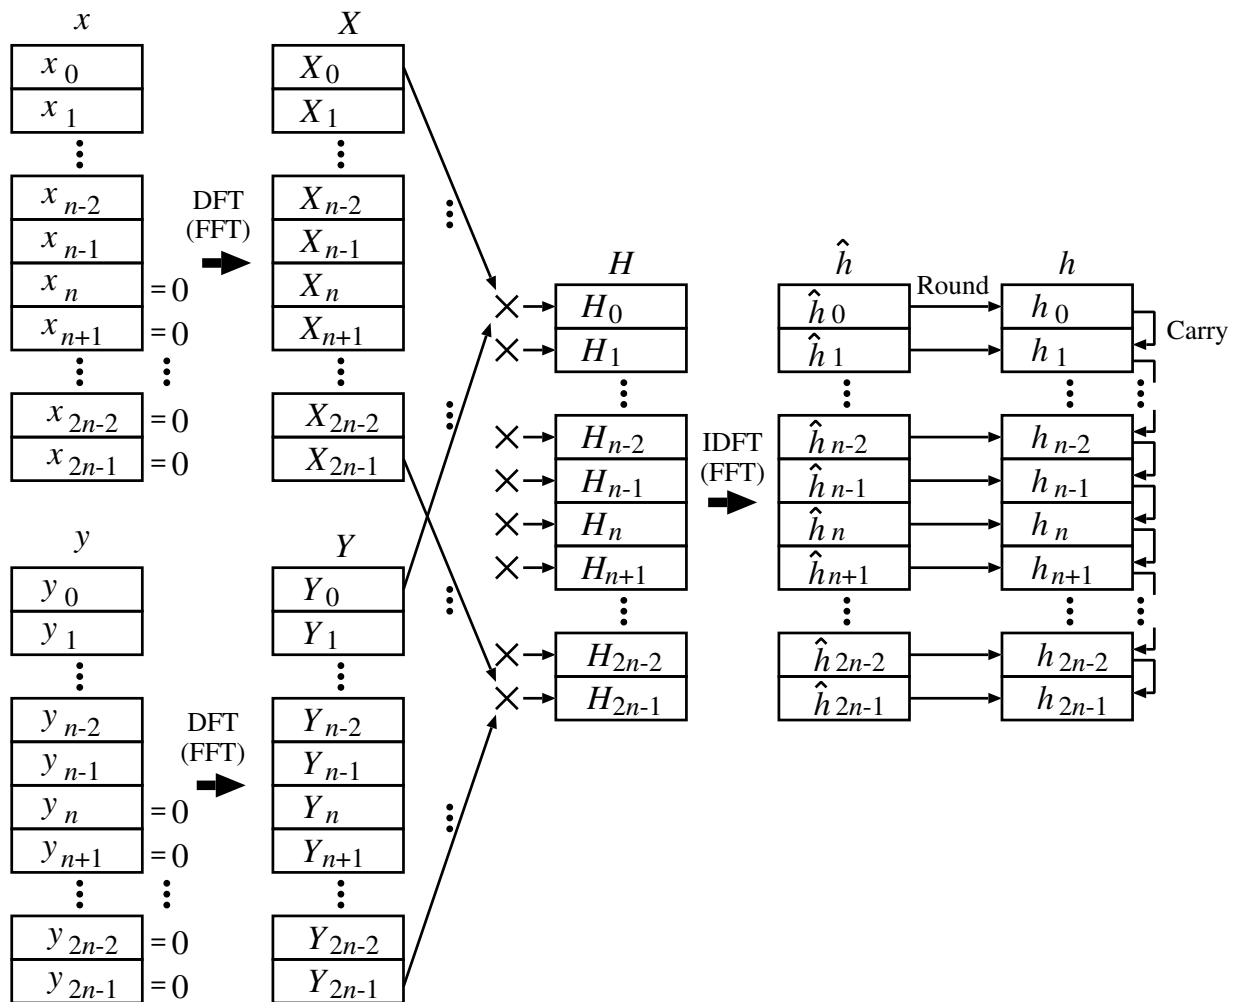 x
x0
x1
xn-2
xn-1
xn =0
xn+1 =0
x2n-2 =0
x2n-1 =0
DFT
(FFT)
X
X0
X1
Xn-2
Xn-1
Xn
Xn+1
X2n-2
X2n-1
y
y0
y1
yn-2
yn-1
yn =0
yn+1 =0
y2n-2 =0
y2n-1 =0
DFT
(FFT)
Y
Y0
Y1
Yn-2
Yn-1
Yn
Yn+1
Y2n-2
Y2n-1
H
H0
H1
Hn-2
Hn-1
Hn
Hn+1
H2n-2
H2n-1
IDFT
(FFT)
ĥ
ĥ0
ĥ1
ĥn-2
ĥn-1
ĥn
ĥn+1
ĥ2n-2
ĥ2n-1
Round
h
h0
h1
hn-2
hn-1
hn
hn+1
h2n-2
h2n-1
Carry